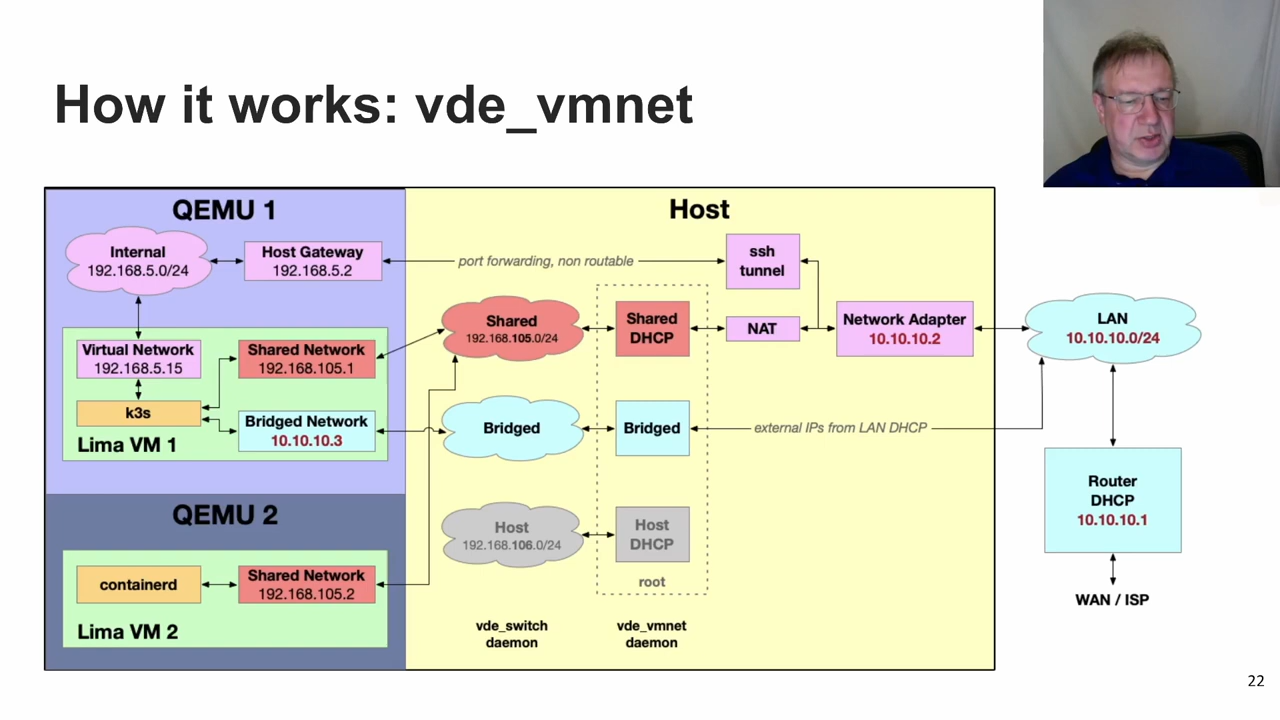 How it works: vde_vmnet
QEMU 1
Host
Internal
192.168.5.0/24
Host Gateway
192.168.5.2
port forwarding, non routable
ssh
tunnel
Shared
192.168.105.0/24
Shared
DHCP
NAT
Network Adapter
10.10.10.2
LAN
10.10.10.0/24
Virtual Network
192.168.5.15
Shared Network
192.168.105.1
k3s
Bridged Network
10.10.10.3
Lima VM 1
Bridged
Bridged
external IPs from LAN DHCP
Router
DHCP
10.10.10.1
WAN / ISP
QEMU 2
Host
192.168.106.0/24
Host
DHCP
root
containerd
Shared Network
192.168.105.2
Lima VM 2
vde_switch
daemon
vde_vmnet
daemon
22